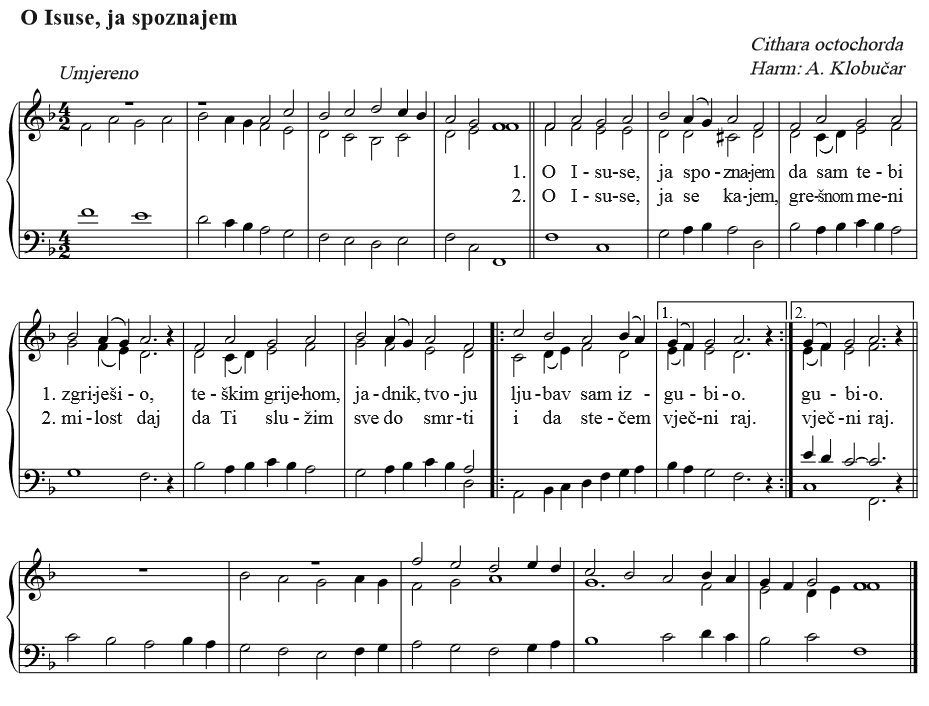 O Isuse, ja spoznajem
Cithara octochorda
Harm: A. Klobučar
Umjereno
1. O I - su-se, ja spo - zna-jem da sam te - bi
2. O I - su-se, ja se ka-jem, gre-šnom me-ni
1. 2.
1. zgri-ješi - o, te - škim grije-hom, ja-dnik, tvo-ju lju-bav sam iz - gu - bi-o. gu - bi-o.
2. mi-lost daj da Ti slu-žim sve do smr-ti i da ste-čem vječ-ni raj. vječ-ni raj.